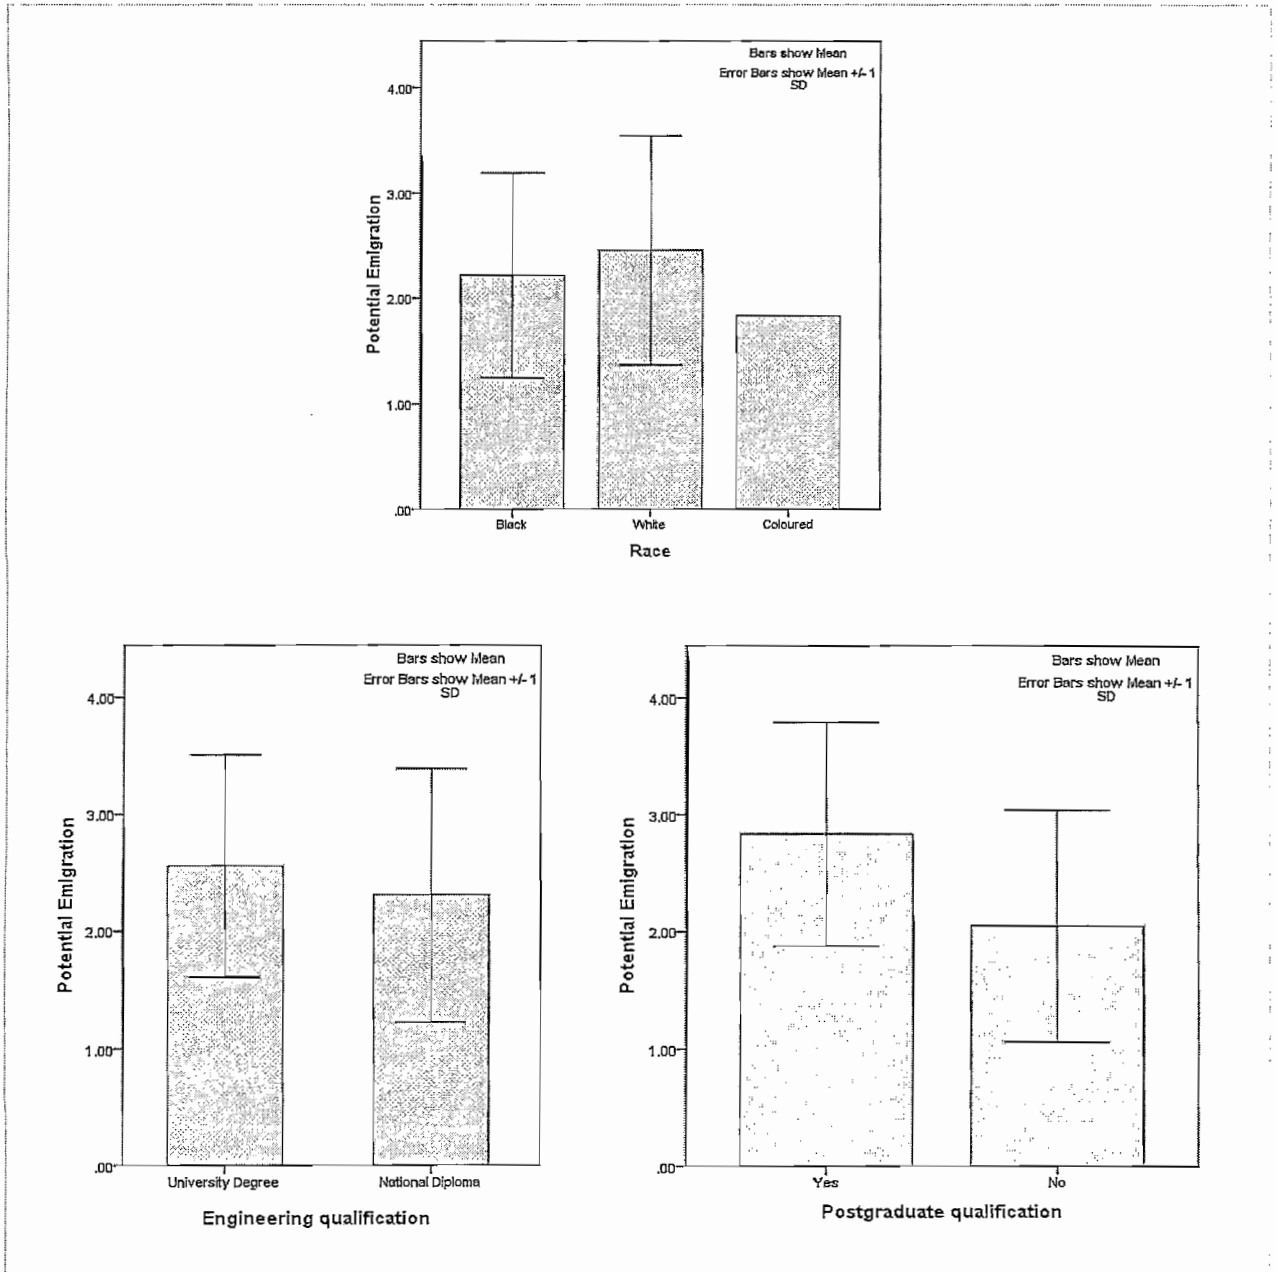 Bars show Mean
Error Bars show Mean +/- 1
SD
4.00
3.00
2.00
1.00
.00
Potential Emigration
Black White Coloured
Race
Bars show Mean
Error Bars show Mean +/- 1
SD
4.00
3.00
2.00
1.00
.00
Potential Emigration
University Degree National Diploma
Engineering qualification
Bars show Mean
Error Bars show Mean +/- 1
SD
4.00
3.00
2.00
1.00
.00
Potential Emigration
Yes No
Postgraduate qualification